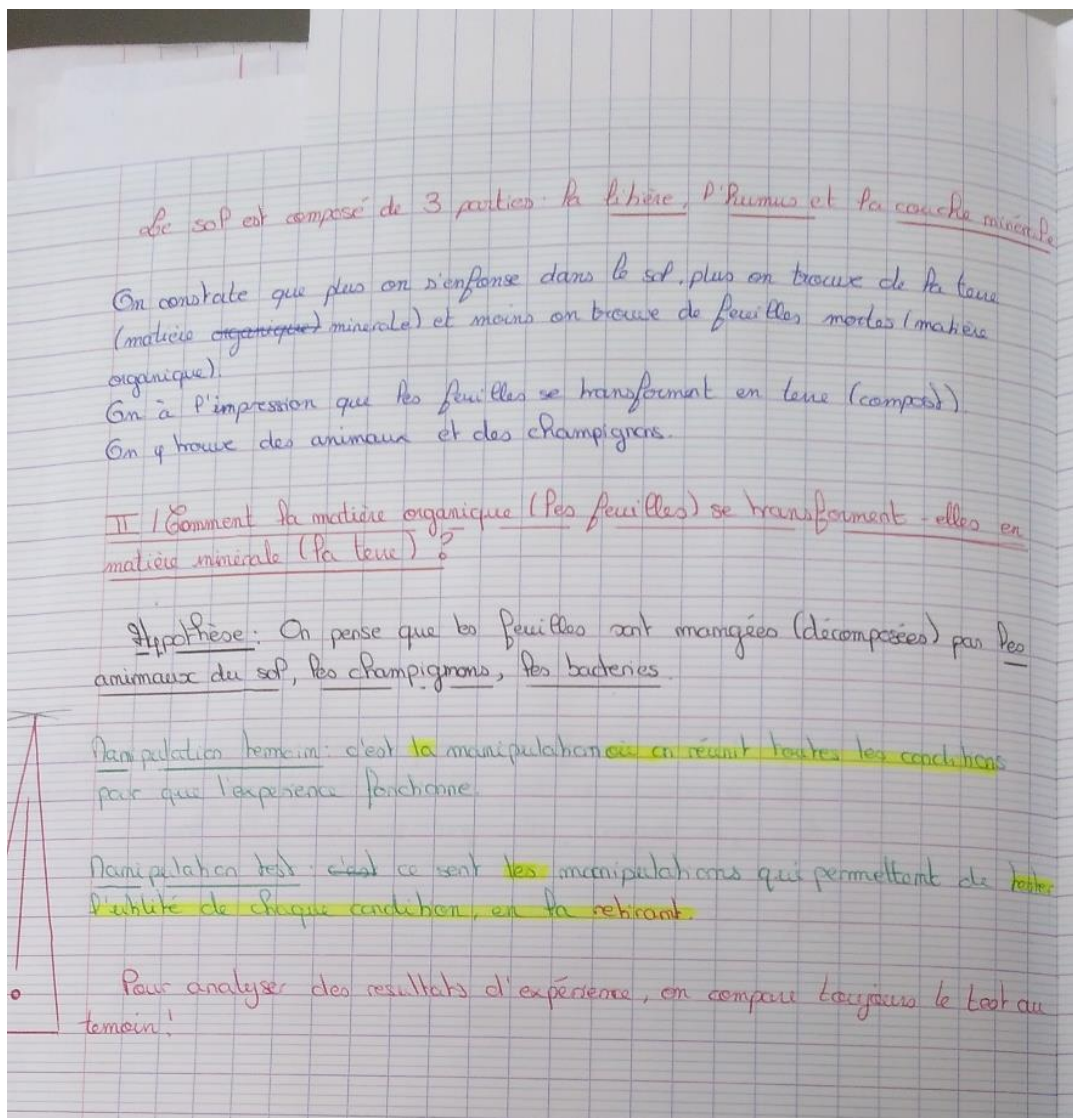 Le sol est composé de 3 parties. la litière, l'humus et la couche minérale
On constate que plus on s'enfonse dans le sol, plus on trouve de la terre
(matière organique) minerale) et moins on trouve de feuilles mortes (matière
organique).
On à l'impression que les feuilles se transforment en terre (compost)
On y trouve des animaux et des champignons.
II / Comment la matière organique (les feuilles) se transforment-elles en
matière minérale (la terre) ?
Hypothèse : On pense que les feuilles sont mangées (décomposées) par les
animaux du sol, les champignons, les bacteries.
Manipulation temoin : c'est la manipulation où on réunit toutes les conditions
pour que l'experience fonctionne.
Manipulation test : c'est ce sont les manipulations qui permettent de tester
l'utilité de chaque condition, en la retirant.
Pour analyser des resultats d'expérience, on compare toujours le test au
temoin !